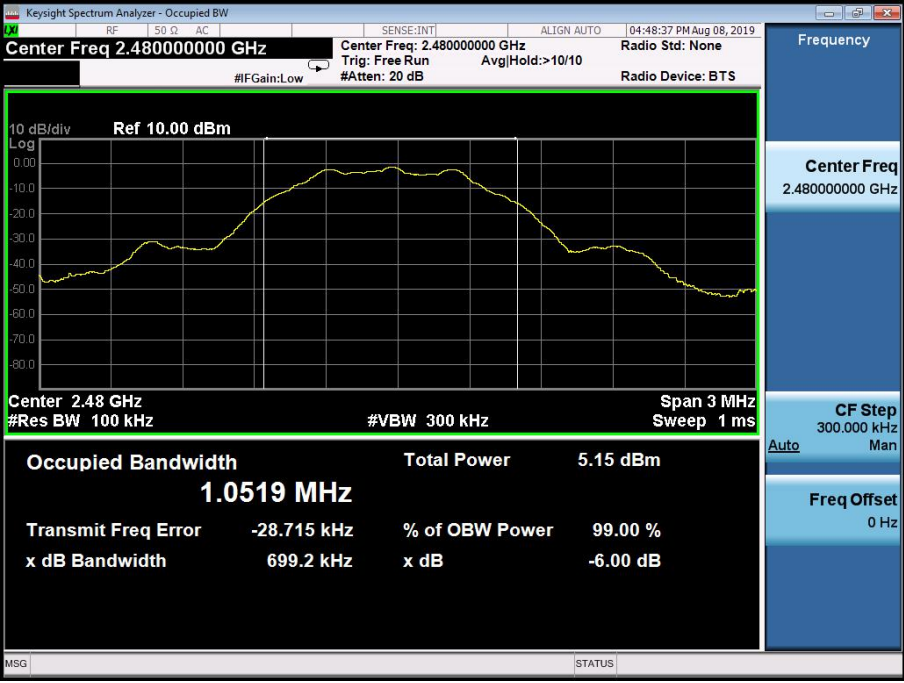 Keysight Spectrum Analyzer - Occupied BW
LXI RF 50 Ω AC SENSE:INT ALIGN AUTO 04:48:37 PM Aug 08, 2019
Center Freq 2.480000000 GHz
Center Freq: 2.480000000 GHz Radio Std: None
Trig: Free Run Avg|Hold:>10/10
#IFGain:Low #Atten: 20 dB Radio Device: BTS
10 dB/div Ref 10.00 dBm
Log
0.00
-10.0
-20.0
-30.0
-40.0
-50.0
-60.0
-70.0
-80.0
Center 2.48 GHz Span 3 MHz
#Res BW 100 kHz #VBW 300 kHz Sweep 1 ms
Occupied Bandwidth Total Power 5.15 dBm
1.0519 MHz
Transmit Freq Error -28.715 kHz % of OBW Power 99.00 %
x dB Bandwidth 699.2 kHz x dB -6.00 dB
MSG STATUS
Frequency
Center Freq
2.480000000 GHz
CF Step
300.000 kHz
Auto Man
Freq Offset
0 Hz